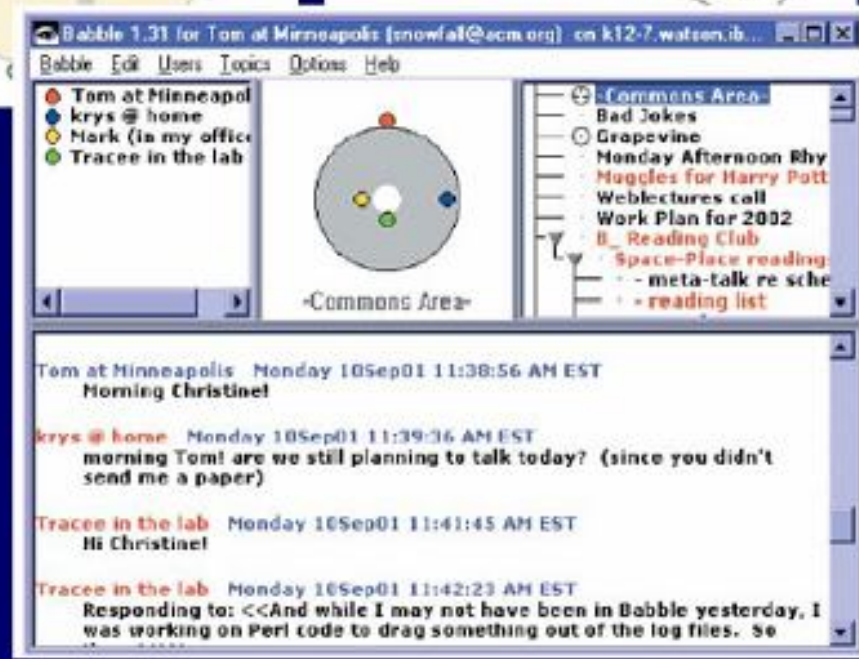 Babble 1.31 for Tom at Minneapolis (snowfall@acm.org) on k12-7.watson.ib...
Babble Edit Users Topics Options Help
Tom at Minneapol
krys @ home
Mark (in my office
Tracee in the lab
-Commons Area-
-Commons Area-
Bad Jokes
Grapevine
Monday Afternoon Rhy
Muggles for Harry Pott
Weblectures call
Work Plan for 2002
B_ Reading Club
Space-Place reading
- meta-talk re sche
- reading list
Tom at Minneapolis Monday 10Sep01 11:38:56 AM EST
Morning Christine!
krys @ home Monday 10Sep01 11:39:36 AM EST
morning Tom! are we still planning to talk today? (since you didn't
send me a paper)
Tracee in the lab Monday 10Sep01 11:41:45 AM EST
Hi Christine!
Tracee in the lab Monday 10Sep01 11:42:23 AM EST
Responding to: <<And while I may not have been in Babble yesterday, I
was working on Perl code to drag something out of the log files. So